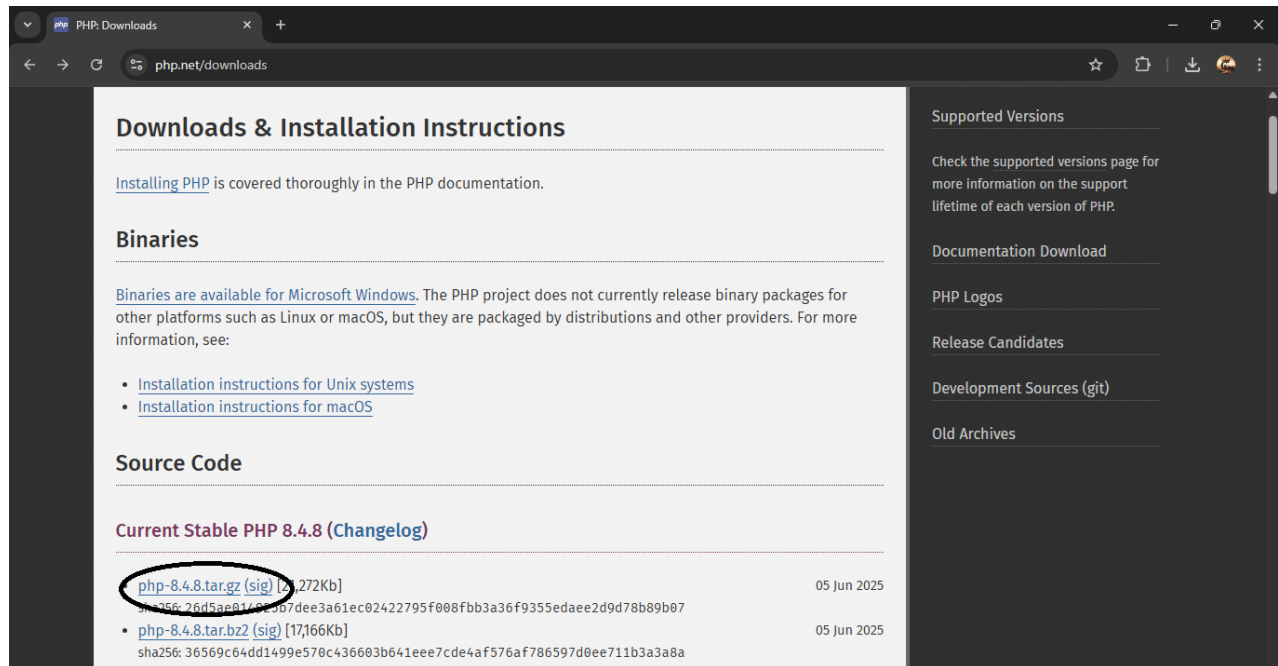 php PHP: Downloads
php.net/downloads
Downloads & Installation Instructions
Installing PHP is covered thoroughly in the PHP documentation.
Binaries
Binaries are available for Microsoft Windows. The PHP project does not currently release binary packages for
other platforms such as Linux or macOS, but they are packaged by distributions and other providers. For more
information, see:
• Installation instructions for Unix systems
• Installation instructions for macOS
Source Code
Current Stable PHP 8.4.8 (Changelog)
php-8.4.8.tar.gz (sig) ,272Kb] 05 Jun 2025
sha256:
• php-8.4.8.tar.bz2 (sig) [17,166Kb] 05 Jun 2025
sha256: 36569c64dd1499e570c436603b641eee7cde4af576af786597d0ee711b3a3a8a
Supported Versions
Check the supported versions page for
more information on the support
lifetime of each version of PHP.
Documentation Download
PHP Logos
Release Candidates
Development Sources (git)
Old Archives